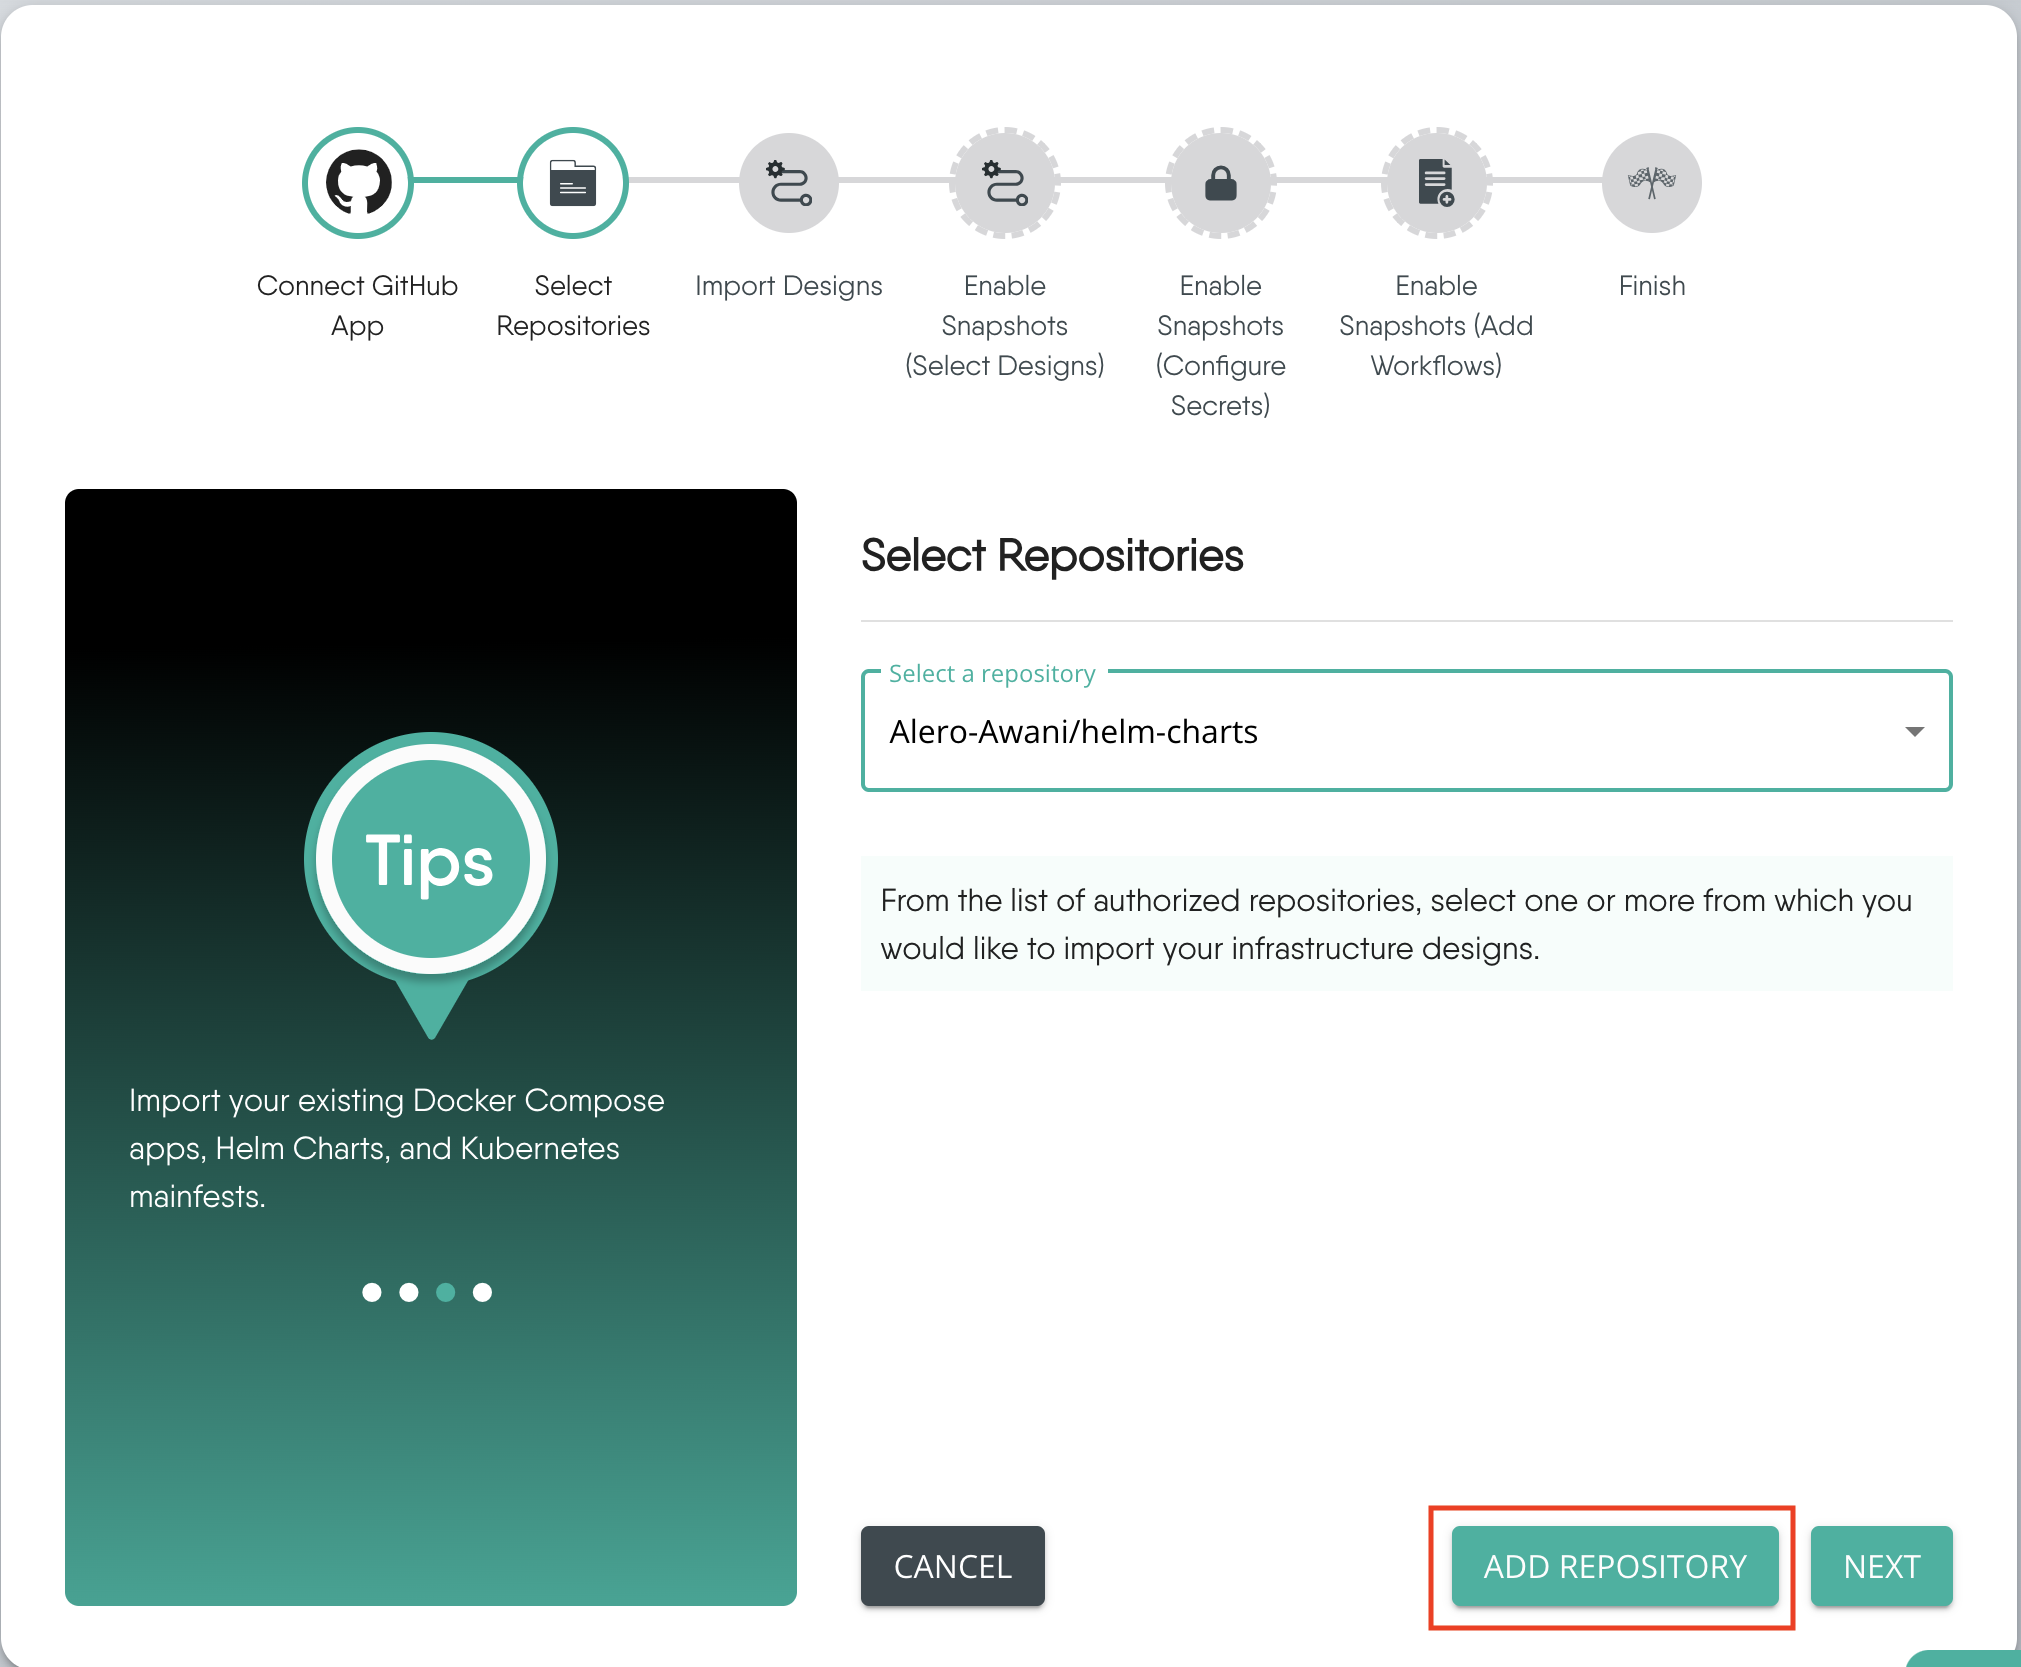 Connect GitHub
App
Select
Repositories
Import Designs
Enable
Snapshots
(Select Designs)
Enable
Snapshots
(Configure
Secrets)
Enable
Snapshots (Add
Workflows)
Finish
Tips
Import your existing Docker Compose
apps, Helm Charts, and Kubernetes
mainfests.
Select Repositories
Select a repository
Alero-Awani/helm-charts
From the list of authorized repositories, select one or more from which you
would like to import your infrastructure designs.
CANCEL
ADD REPOSITORY
NEXT